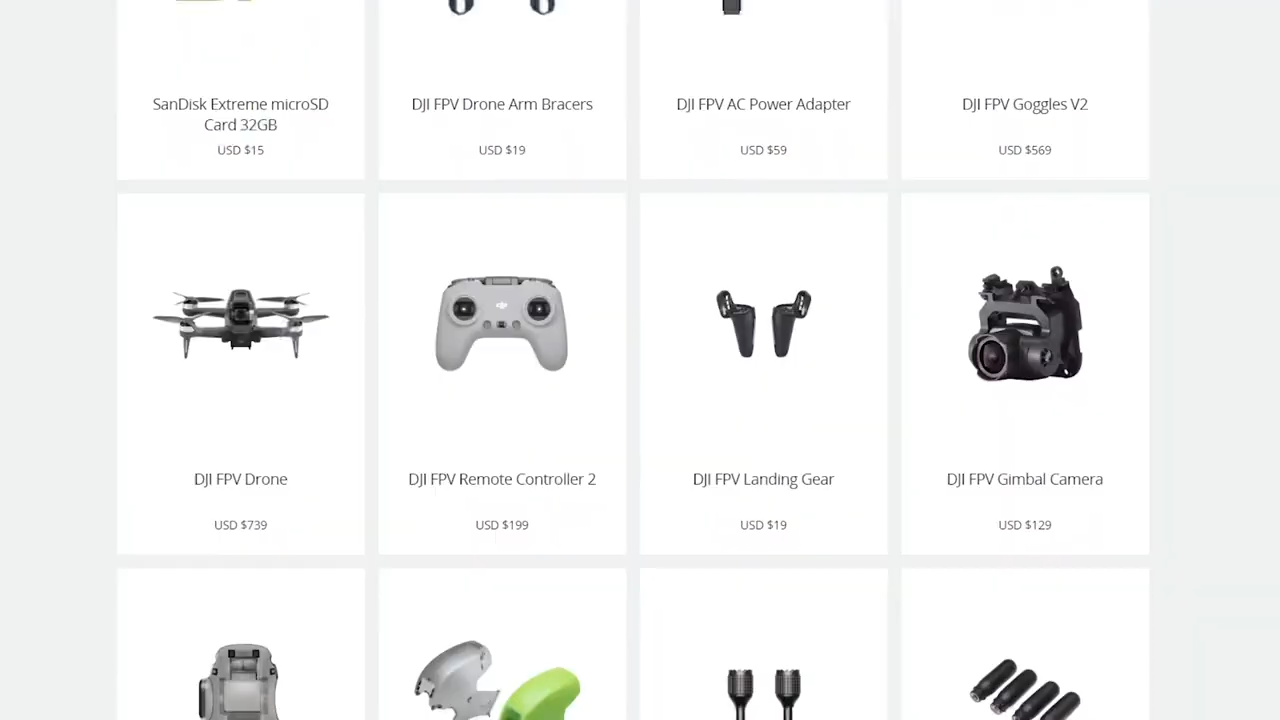 SanDisk Extreme microSD
Card 32GB
USD $15
DJI FPV Drone Arm Bracers
USD $19
DJI FPV AC Power Adapter
USD $59
DJI FPV Goggles V2
USD $569
DJI FPV Drone
USD $739
DJI FPV Remote Controller 2
USD $199
DJI FPV Landing Gear
USD $19
DJI FPV Gimbal Camera
USD $129